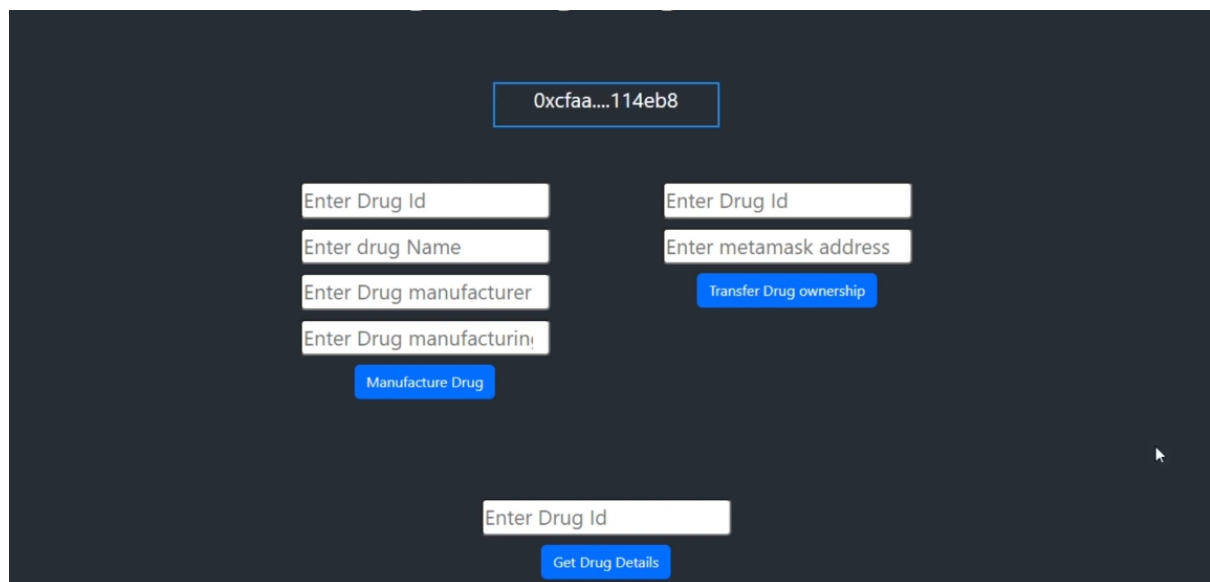 0xcfaa....114eb8
Enter Drug Id
Enter drug Name
Enter Drug manufacturer
Enter Drug manufacturing
Manufacture Drug
Enter Drug Id
Enter metamask address
Transfer Drug ownership
Enter Drug Id
Get Drug Details